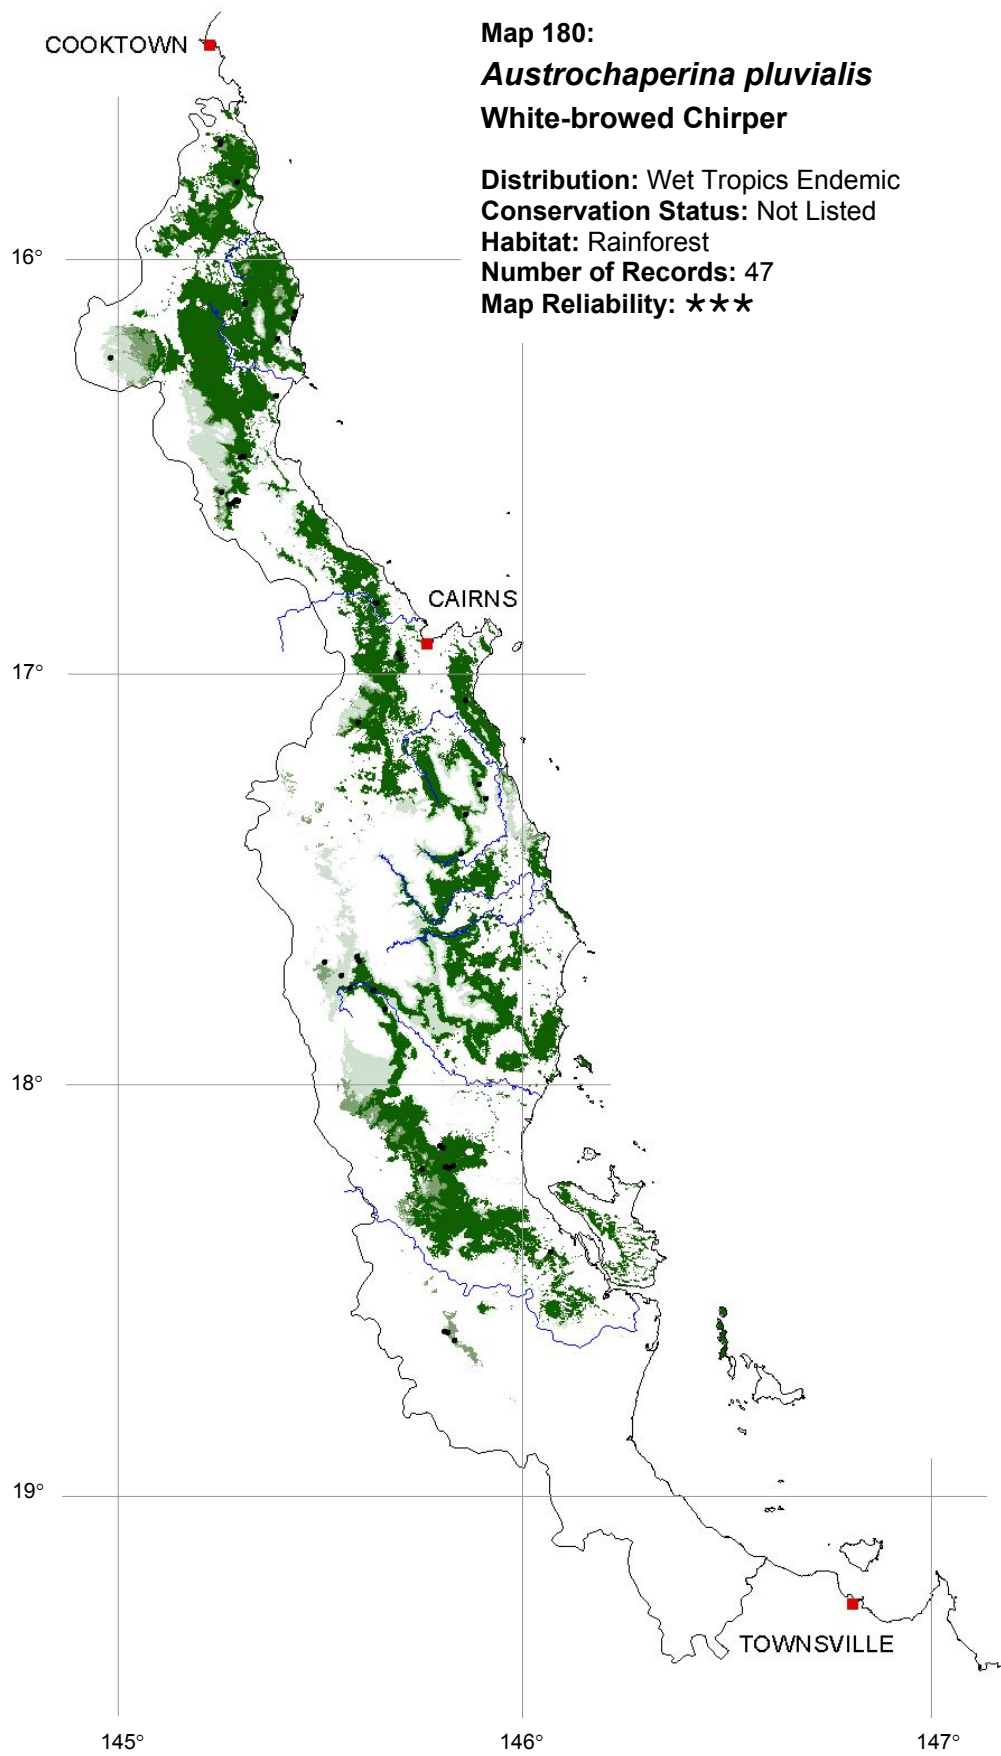 Map 180:
Austrochaperina pluvialis
White-browed Chirper
Distribution: Wet Tropics Endemic
Conservation Status: Not Listed
Habitat: Rainforest
Number of Records: 47
Map Reliability: ***
COOKTOWN
16°
CAIRNS
17°
18°
19°
TOWNSVILLE
145°
146°
147°